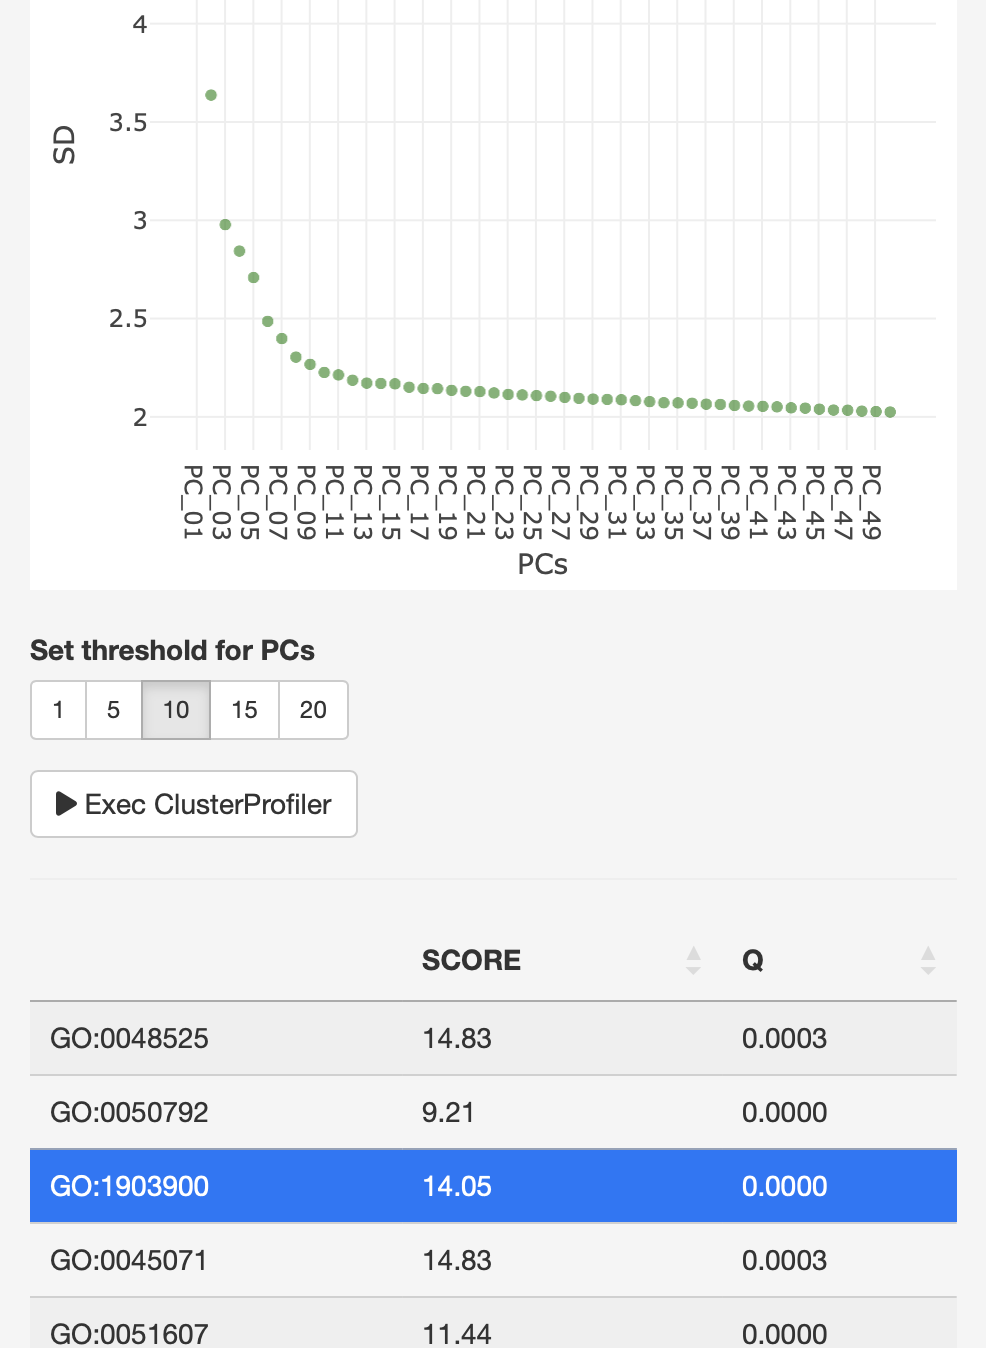 4
3.5
3
2.5
2
SD
PC_01 PC_03 PC_05 PC_07 PC_09 PC_11 PC_13 PC_15 PC_17 PC_19 PC_21 PC_23 PC_25 PC_27 PC_29 PC_31 PC_33 PC_35 PC_37 PC_39 PC_41 PC_43 PC_45 PC_47 PC_49
PCs
Set threshold for PCs
1 5 10 15 20
Exec ClusterProfiler
SCORE Q
GO:0048525 14.83 0.0003
GO:0050792 9.21 0.0000
GO:1903900 14.05 0.0000
GO:0045071 14.83 0.0003
GO:0051607 11.44 0.0000